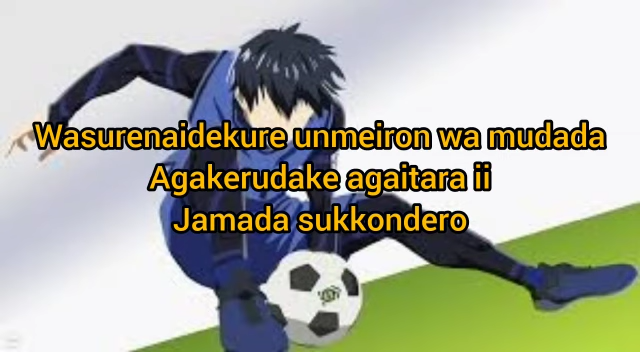 Wasurenaidekure unmeiron wa mudada
Agakerudake agaitara ii
Jamada sukkondero